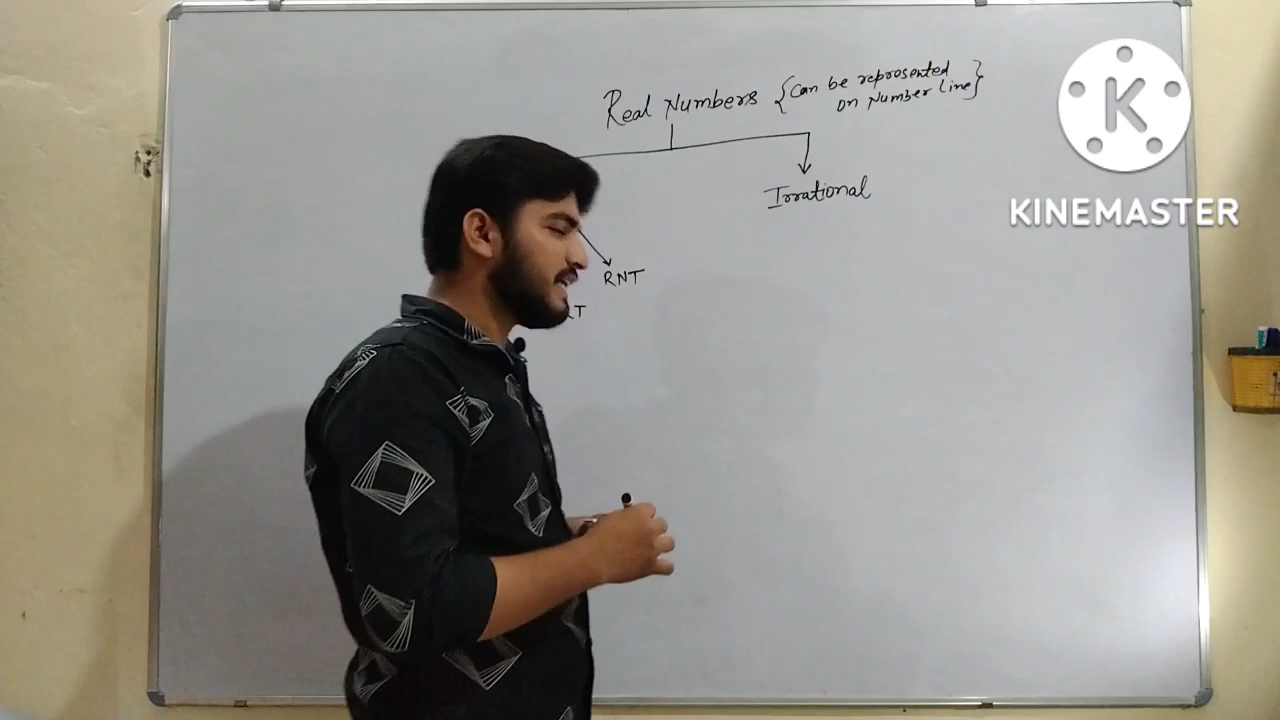 Real Numbers {Can be represented
on Number Line}
Irrational
RNT
KINEMASTER